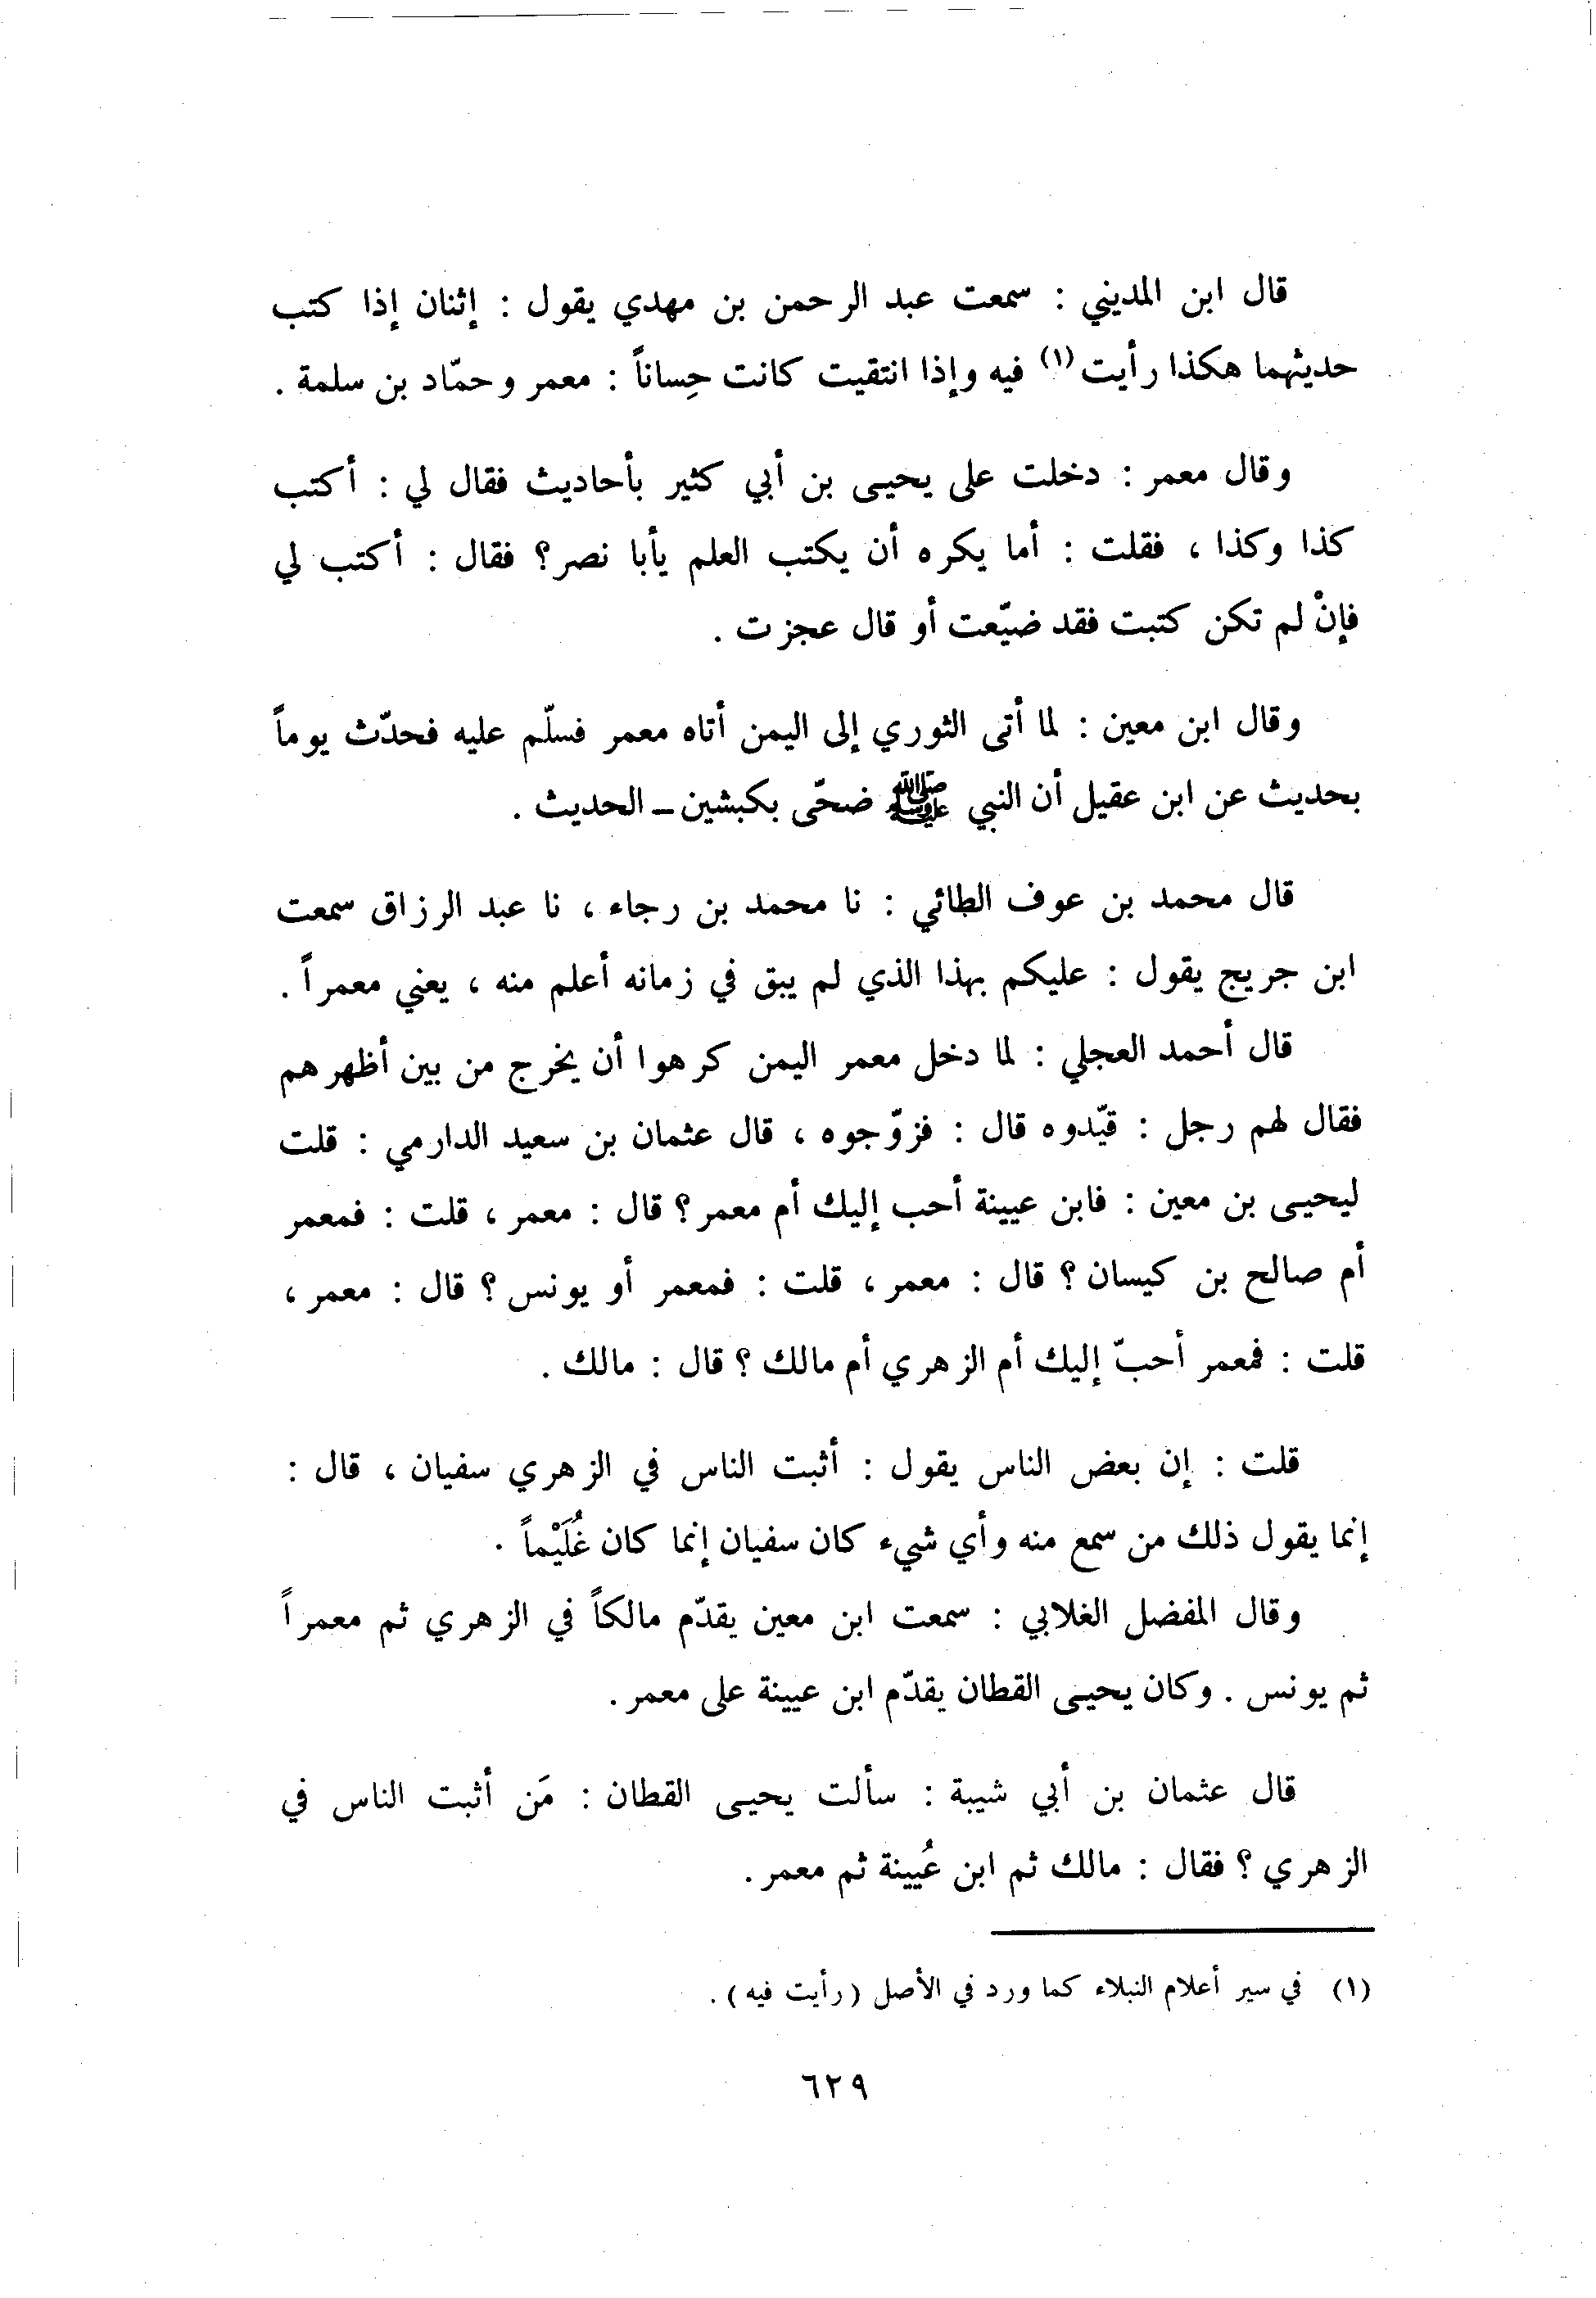 قال ابن المديني : سمعت عبد الرحمن بن مهدي يقول : إثنان إذا كتب
حديثهما هكذا رأيت (١) فيه وإذا انتقيت كانت حِساناً : معمر وحمّاد بن سلمة .
وقال معمر : دخلت على يحيى بن أبي كثير بأحاديث فقال لي : أكتب
كذا وكذا ، فقلت : أما يكره أن يكتب العلم يأبا نصر؟ فقال : أكتب لي
فإنْ لم تكن كتبت فقد ضيّعت أو قال عجزت .
وقال ابن معين : لما أتى الثوري إلى اليمن أتاه معمر فسلّم عليه فحدّث يوماً
بحديث عن ابن عقيل أن النبي ﷺ ضحّى بكبشين ـ الحديث .
قال محمد بن عوف الطائي : نا محمد بن رجاء ، نا عبد الرزاق سمعت
ابن جريج يقول : عليكم بهذا الذي لم يبق في زمانه أعلم منه ، يعني معمراً .
قال أحمد العجلي : لما دخل معمر اليمن كرهوا أن يخرج من بين أظهرهم
فقال لهم رجل : قيّدوه قال : فزوّجوه ، قال عثمان بن سعيد الدارمي : قلت
ليحيى بن معين : فابن عيينة أحب إليك أم معمر؟ قال : معمر ، قلت : فمعمر
أم صالح بن كيسان ؟ قال : معمر ، قلت : فمعمر أو يونس ؟ قال : معمر ،
قلت : فمعمر أحبّ إليك أم الزهري أم مالك ؟ قال : مالك .
قلت : إن بعض الناس يقول : أثبت الناس في الزهري سفيان ، قال :
إنما يقول ذلك من سمع منه وأي شيء كان سفيان إنما كان غُلَيْماً .
وقال المفضل الغلابي : سمعت ابن معين يقدّم مالكاً في الزهري ثم معمراً
ثم يونس . وكان يحيى القطان يقدّم ابن عيينة على معمر .
قال عثمان بن أبي شيبة : سألت يحيى القطان : مَن أثبت الناس في
الزهري ؟ فقال : مالك ثم ابن عُيينة ثم معمر .
(١) في سير أعلام النبلاء كما ورد في الأصل (رأيت فيه) .
٦٢٩